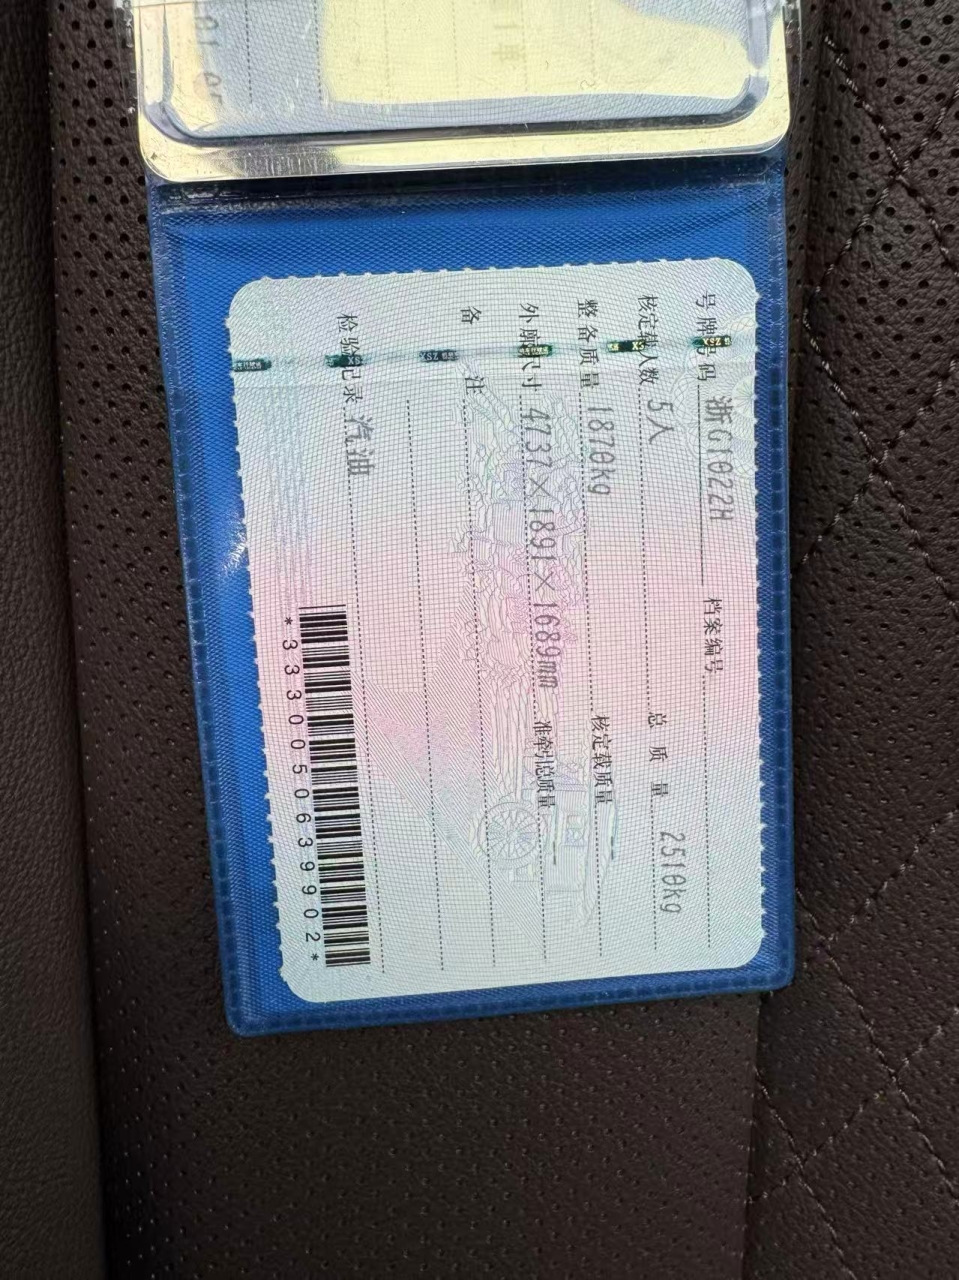 号牌号码 浙G1022H 档案编号
核定载人数 5人 总质量 2510kg
整备质量 1870kg 核定载质量
外廓尺寸 4737×1891×1689mm 准牵引总质量
备注
检验记录 汽油
*3330050639902*